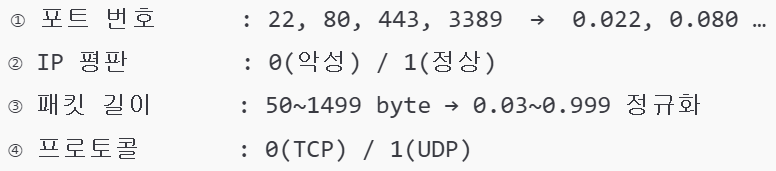 ① 포트 번호 : 22, 80, 443, 3389 → 0.022, 0.080 …
② IP 평판 : 0(악성) / 1(정상)
③ 패킷 길이 : 50~1499 byte → 0.03~0.999 정규화
④ 프로토콜 : 0(TCP) / 1(UDP)